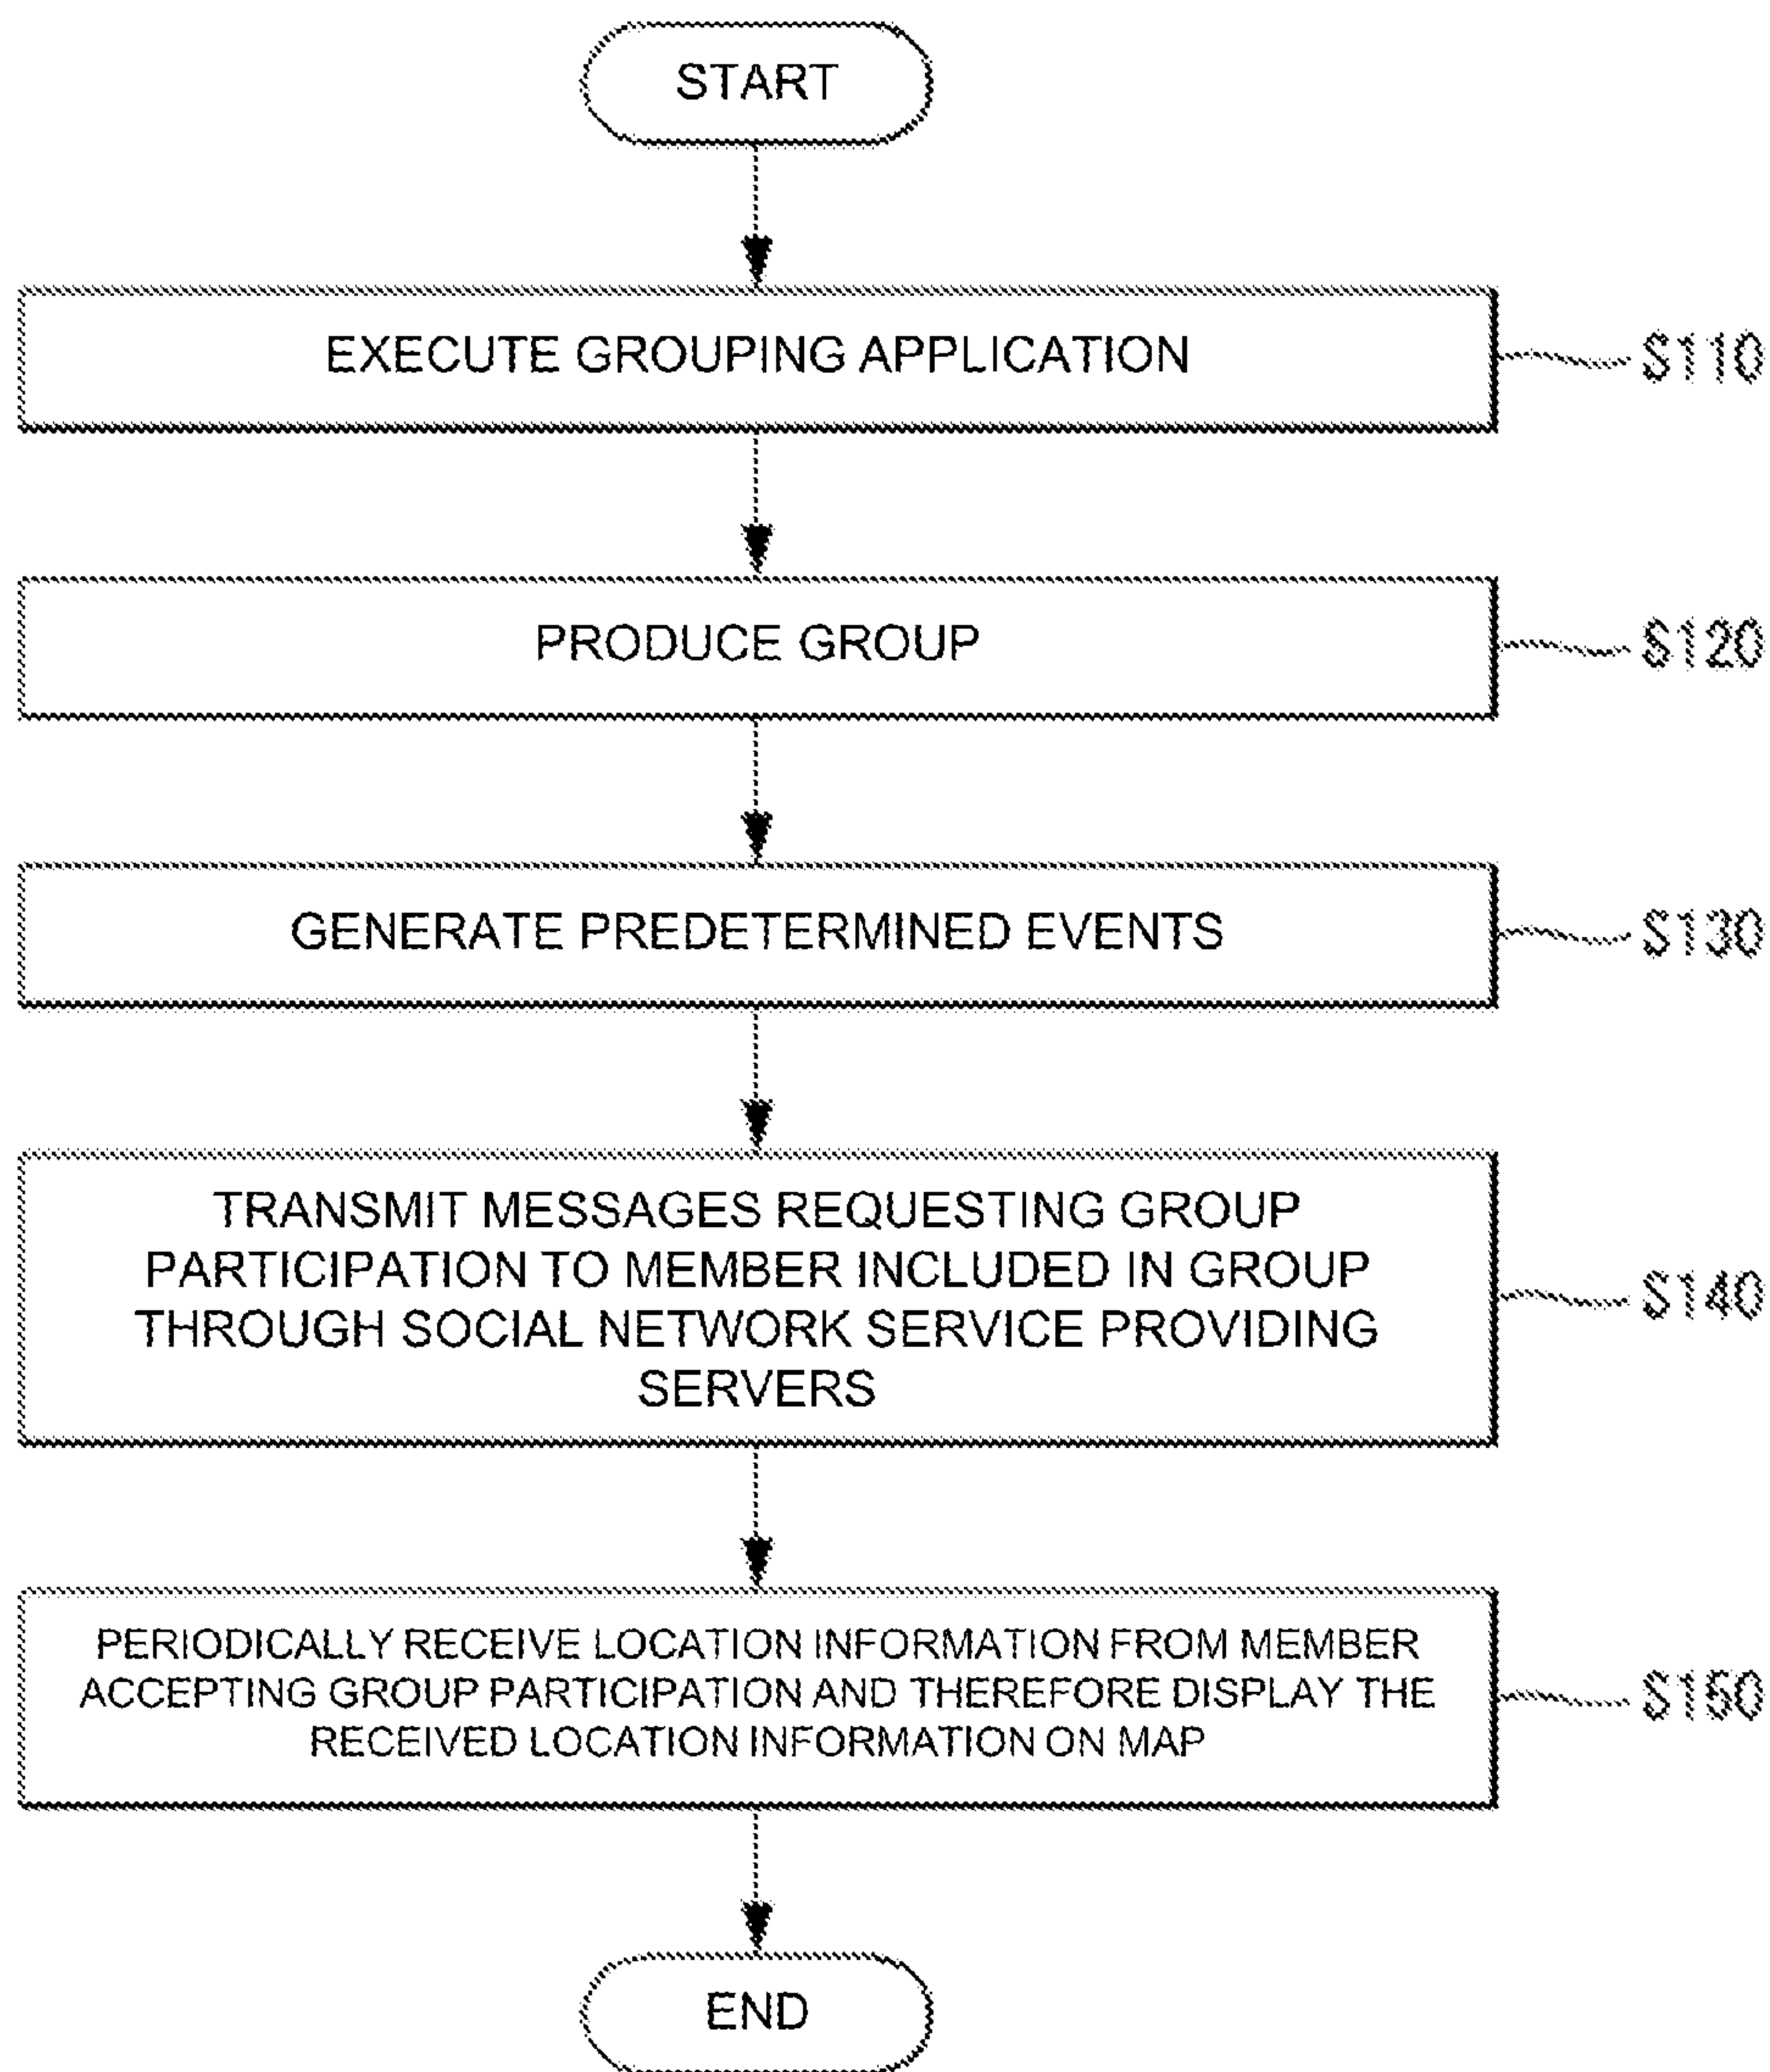 START
EXECUTE GROUPING APPLICATION
S110
PRODUCE GROUP
S120
GENERATE PREDETERMINED EVENTS
S130
TRANSMIT MESSAGES REQUESTING GROUP
PARTICIPATION TO MEMBER INCLUDED IN GROUP
THROUGH SOCIAL NETWORK SERVICE PROVIDING
SERVERS
S140
PERIODICALLY RECEIVE LOCATION INFORMATION FROM MEMBER
ACCEPTING GROUP PARTICIPATION AND THEREFORE DISPLAY THE
RECEIVED LOCATION INFORMATION ON MAP
S150
END